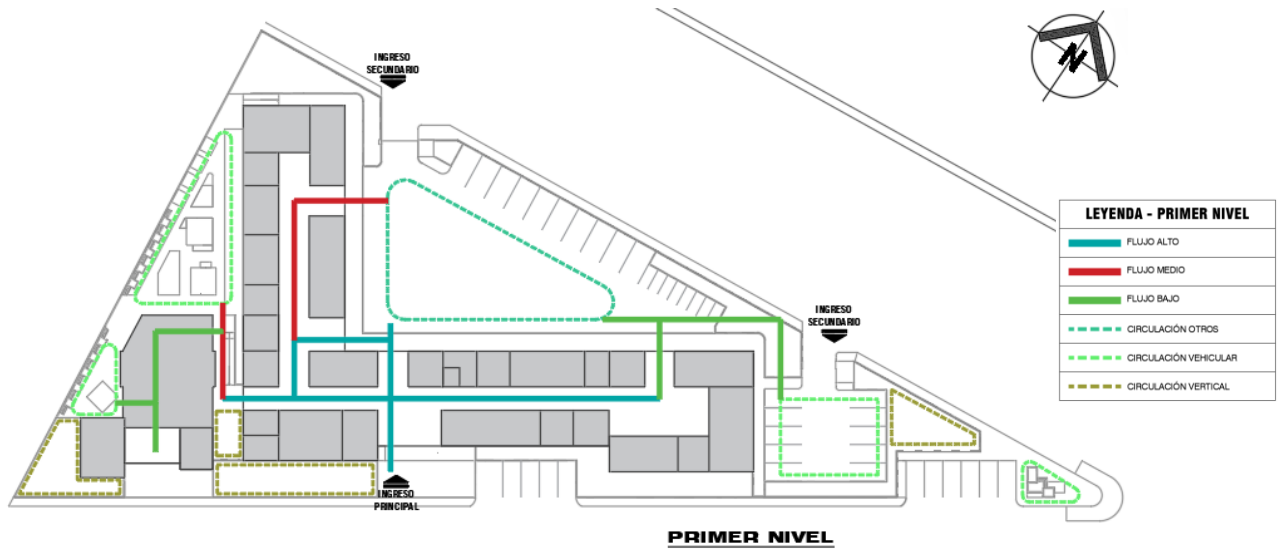 INGRESO
SECUNDARIO
N
LEYENDA - PRIMER NIVEL
FLUJO ALTO
FLUJO MEDIO
FLUJO BAJO
CIRCULACIÓN OTROS
CIRCULACIÓN VEHICULAR
CIRCULACIÓN VERTICAL
INGRESO
SECUNDARIO
INGRESO
PRINCIPAL
PRIMER NIVEL